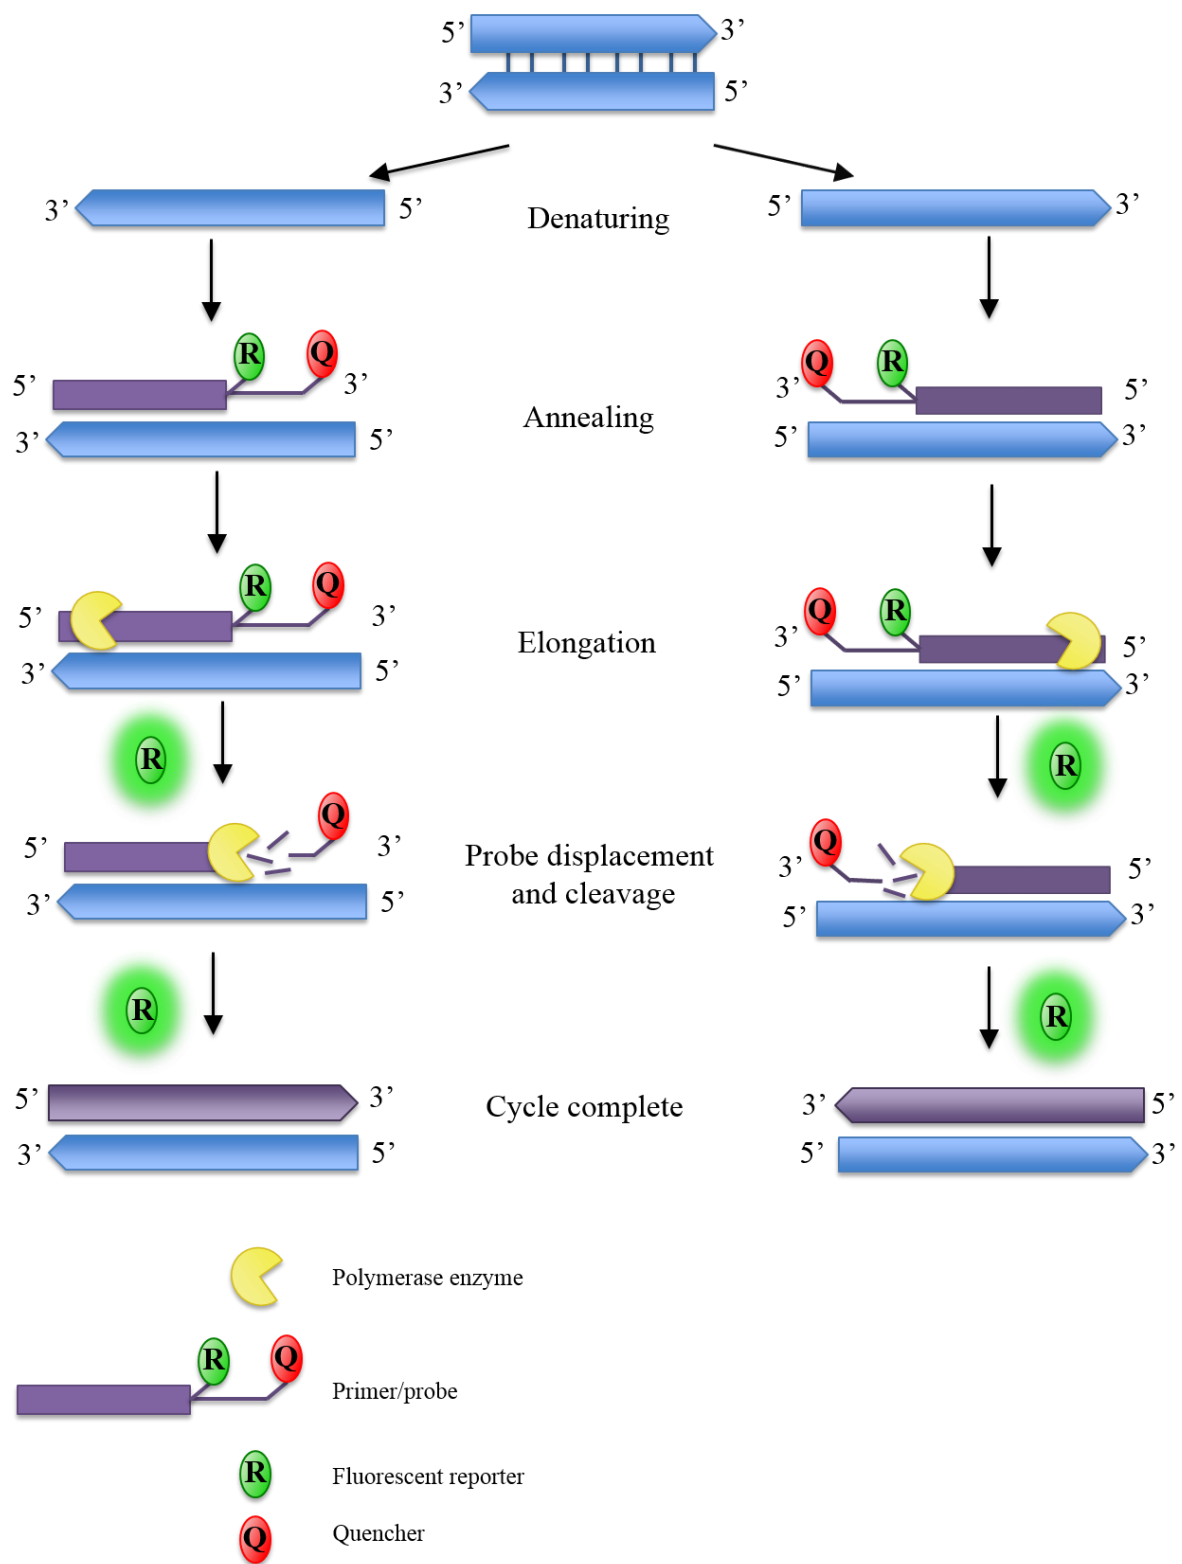 5’ 3’
3’ 5’
3’ 5’ Denaturing 5’ 3’
R Q Q R
5’ 3’ Annealing 3’ 5’
3’ 5’ 5’ 3’
R Q Q R
5’ 3’ Elongation 3’ 5’
3’ 5’ 5’ 3’
R R
Q Q
5’ 3’ Probe displacement 3’ 5’
3’ 5’ and cleavage 5’ 3’
R R
5’ 3’ Cycle complete 3’ 5’
3’ 5’ 5’ 3’
Polymerase enzyme
R Q
Primer/probe
R Fluorescent reporter
Q Quencher